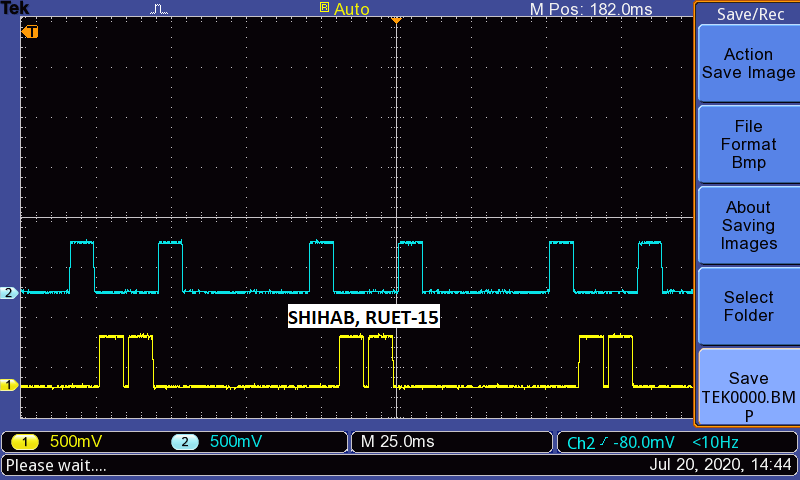 Tek
R Auto
M Pos: 182.0ms
Save/Rec
T
Action
Save Image
File
Format
Bmp
About
Saving
Images
Select
Folder
Save
TEK0000.BM
P
2
SHIHAB, RUET-15
1
1 500mV
2 500mV
M 25.0ms
Ch2 -80.0mV
<10Hz
Please wait....
Jul 20, 2020, 14:44